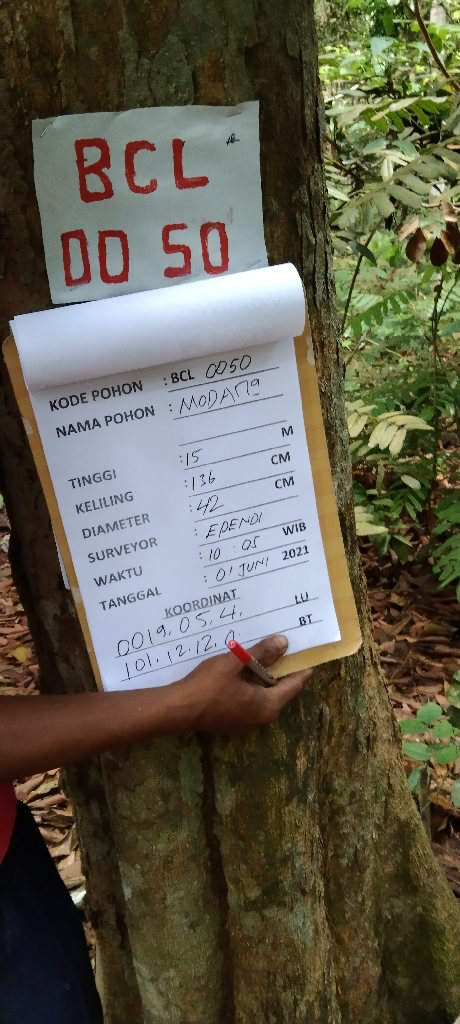 BCL
00 50
KODE POHON : BCL 0050
NAMA POHON : MODANG
TINGGI : 15 M
KELILING : 136 CM
DIAMETER : 42 CM
SURVEYOR : EPENDI
WAKTU : 10 : 05 WIB
TANGGAL : 01 JUNI 2021
KOORDINAT
0019.05.4. LU
101.12.12.0 BT